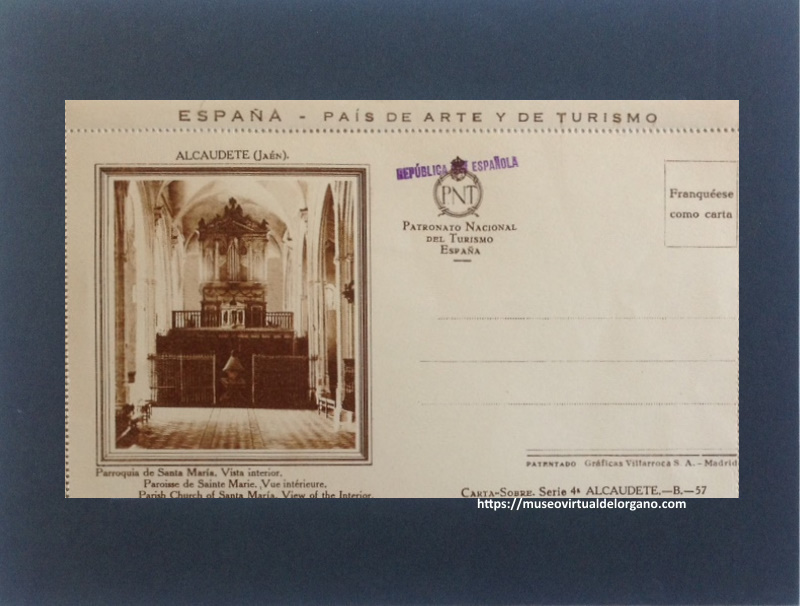 ESPAÑA - PAÍS DE ARTE Y DE TURISMO
ALCAUDETE (JAÉN).
REPÚBLICA ESPAÑOLA
PNT
PATRONATO NACIONAL
DEL TURISMO
ESPAÑA
Franquéese
como carta
PATENTADO Gráficas Villarroca S. A. - Madrid
Parroquia de Santa María. Vista interior.
Paroisse de Sainte Marie. Vue intérieure.
Parish Church of Santa María. View of the Interior.
CARTA-SOBRE. Serie 4ª ALCAUDETE.—B.—57
https://museovirtualdelorgano.com